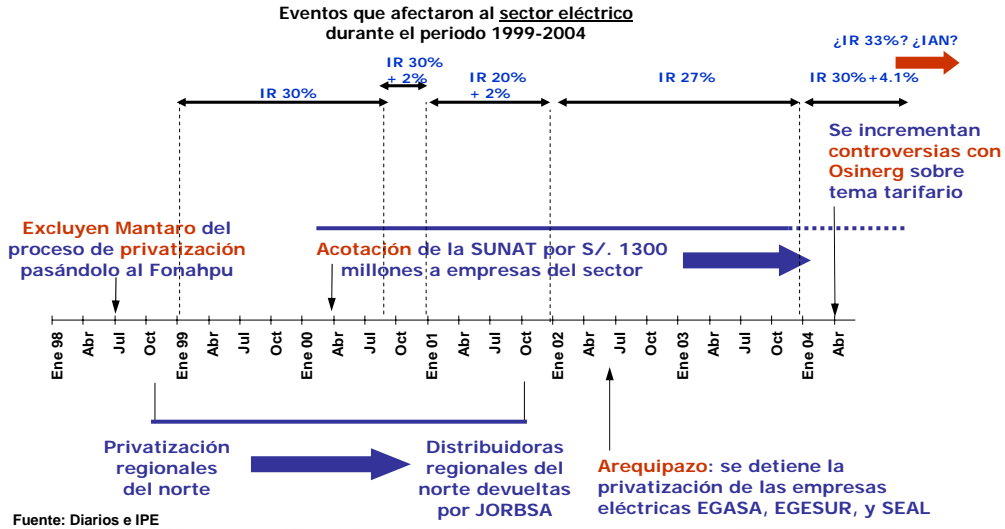 Eventos que afectaron al sector eléctrico
durante el periodo 1999-2004
¿IR 33%? ¿IAN?
IR 30%
IR 30%
+ 2%
IR 20%
+ 2%
IR 27%
IR 30%+4.1%
Se incrementan
controversias con
Osinerg sobre
tema tarifario
Excluyen Mantaro del
proceso de privatización
pasándolo al Fonahpu
Acotación de la SUNAT por S/. 1300
millones a empresas del sector
Ene 98
Abr
Jul
Oct
Ene 99
Abr
Jul
Oct
Ene 00
Abr
Jul
Oct
Ene 01
Abr
Jul
Oct
Ene 02
Abr
Jul
Oct
Ene 03
Abr
Jul
Oct
Ene 04
Abr
Privatización
regionales
del norte
Distribuidoras
regionales del
norte devueltas
por JORBSA
Arequipazo: se detiene la
privatización de las empresas
eléctricas EGASA, EGESUR, y SEAL
Fuente: Diarios e IPE